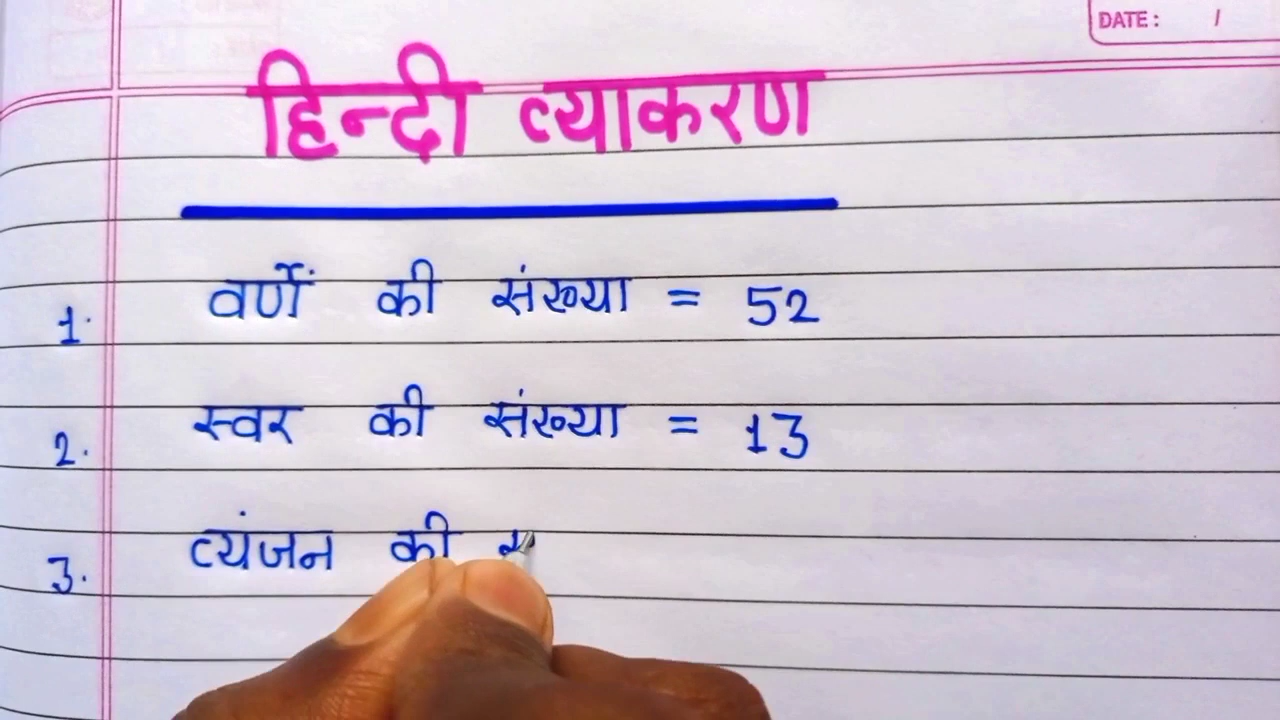 DATE: /
हिन्दी व्याकरण
1. वर्णों की संख्या = 52
2. स्वर की संख्या = 13
3. व्यंजन की